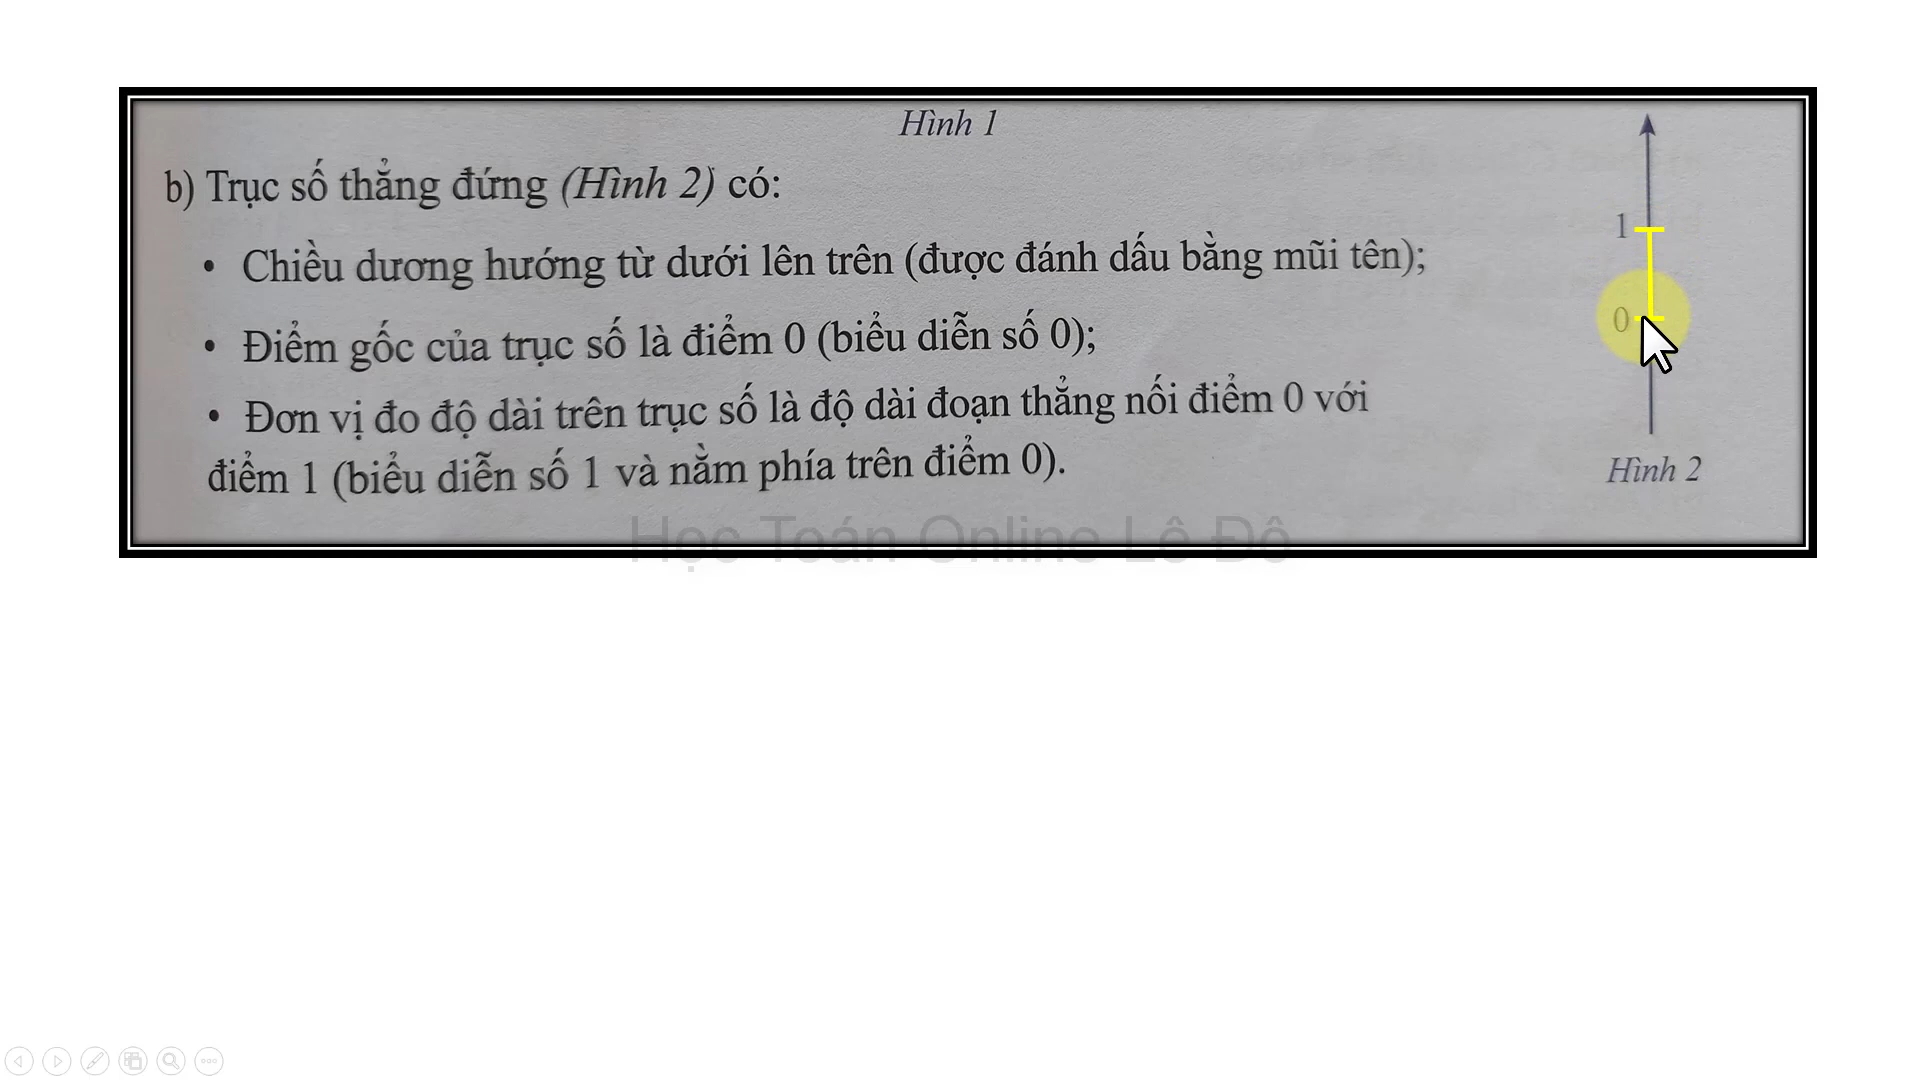 Hình 1
b) Trục số thẳng đứng (Hình 2) có:
• Chiều dương hướng từ dưới lên trên (được đánh dấu bằng mũi tên);
1
• Điểm gốc của trục số là điểm 0 (biểu diễn số 0);
0
• Đơn vị đo độ dài trên trục số là độ dài đoạn thẳng nối điểm 0 với
điểm 1 (biểu diễn số 1 và nằm phía trên điểm 0).
Hình 2
Học Toán Online Lê Đô